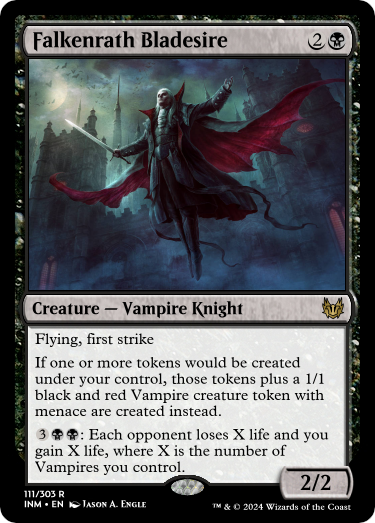 Falkenrath Bladesire 2
Creature — Vampire Knight
Flying, first strike
If one or more tokens would be created
under your control, those tokens plus a 1/1
black and red Vampire creature token with
menace are created instead.
3: Each opponent loses X life and you
gain X life, where X is the number of
Vampires you control.
2/2
111/303 R
INM • EN Jason A. Engle
™ & © 2024 Wizards of the Coast